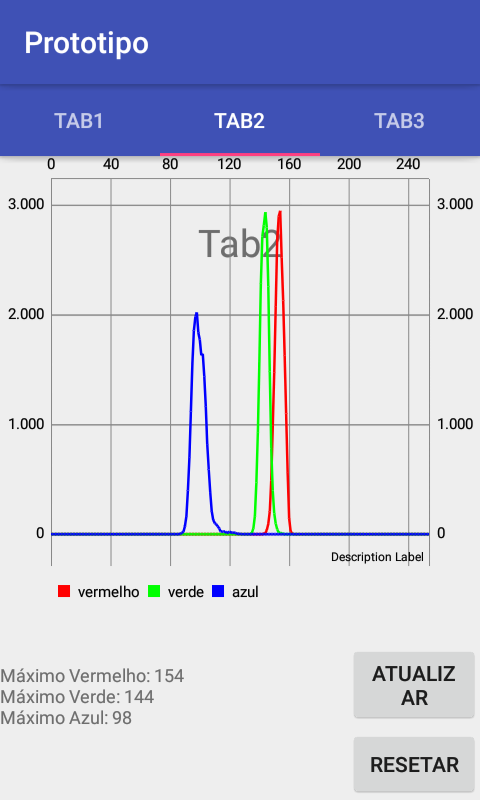 Prototipo
TAB1 TAB2 TAB3
0 40 80 120 160 200 240
3.000 3.000
Tab2
2.000 2.000
1.000 1.000
0 0
Description Label
vermelho verde azul
Máximo Vermelho: 154
Máximo Verde: 144
Máximo Azul: 98
ATUALIZ
AR
RESETAR